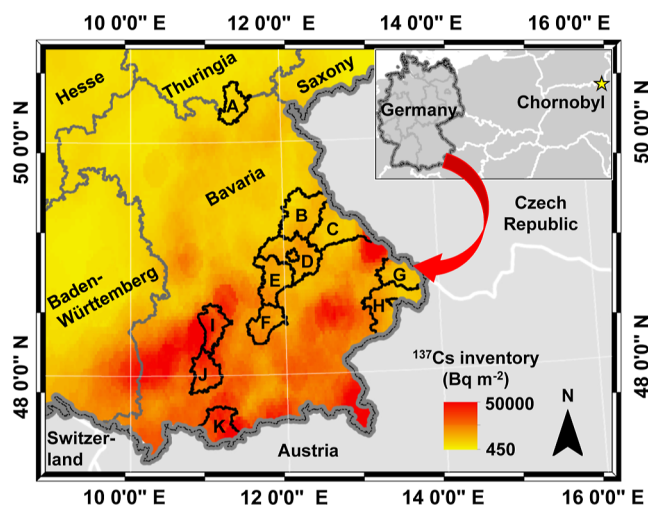 10 0'0" E
12 0'0" E
14 0'0" E
16 0'0" E
50 0'0" N
48 0'0" N
Hesse
Thuringia
Saxony
A
Germany
Chornobyl
Bavaria
Czech
Republic
B
C
D
E
F
G
H
Baden-
Württemberg
I
J
K
137Cs inventory
(Bq m-2)
50000
450
N
Switzer-
land
Austria
50 0'0" N
48 0'0" N
10 0'0" E
12 0'0" E
14 0'0" E
16 0'0" E